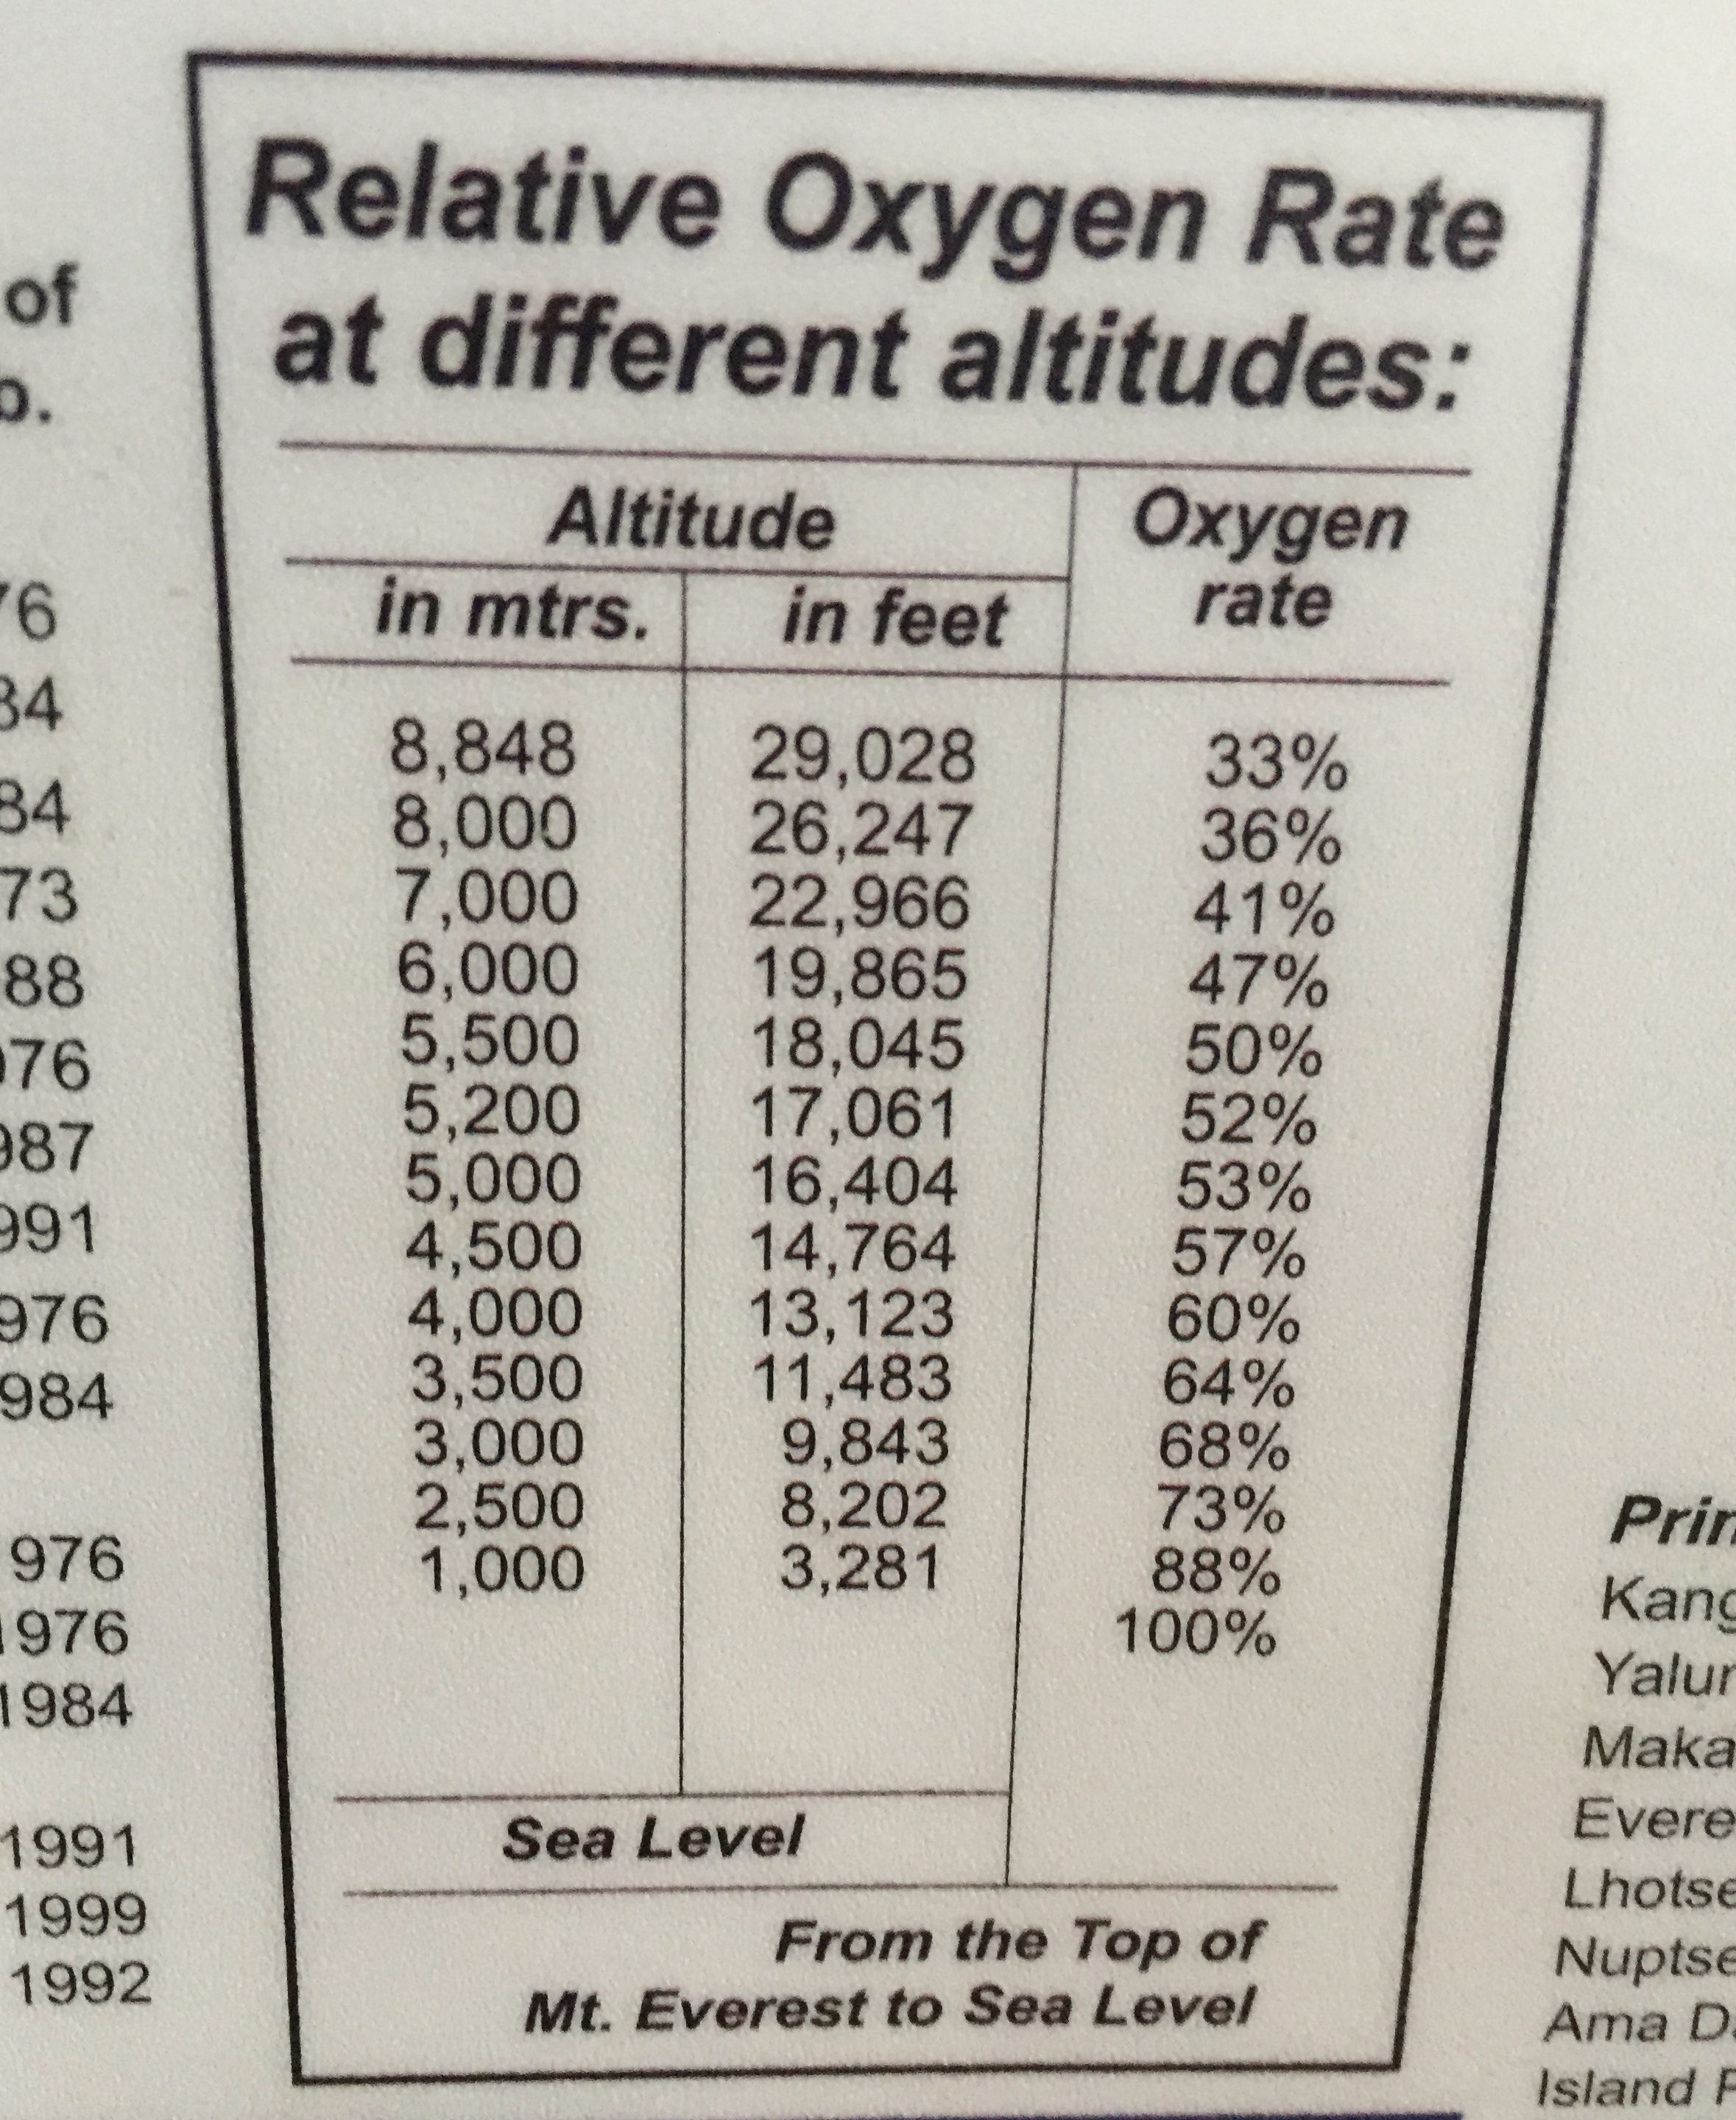 Relative Oxygen Rate
at different altitudes:
Altitude Oxygen
in mtrs. in feet rate
8,848 29,028 33%
8,000 26,247 36%
7,000 22,966 41%
6,000 19,865 47%
5,500 18,045 50%
5,200 17,061 52%
5,000 16,404 53%
4,500 14,764 57%
4,000 13,123 60%
3,500 11,483 64%
3,000 9,843 68%
2,500 8,202 73%
1,000 3,281 88%
100%
Sea Level
From the Top of
Mt. Everest to Sea Level
of
76
84
84
73
88
976
987
991
976
984
1976
1976
1984
1991
1999
1992
Prin
Kang
Yalun
Maka
Evere
Lhotse
Nuptse
Ama Da
Island P